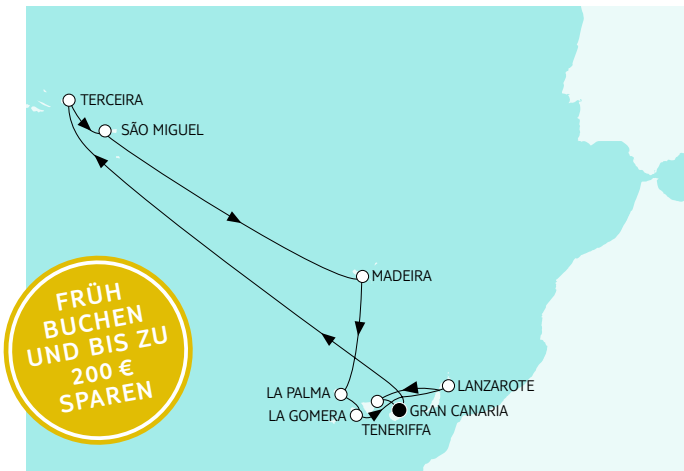 TERCEIRA
SÃO MIGUEL
MADEIRA
FRÜH
BUCHEN
UND BIS ZU
200 €
SPAREN
LA PALMA
LANZAROTE
LA GOMERA
GRAN CANARIA
TENERIFFA